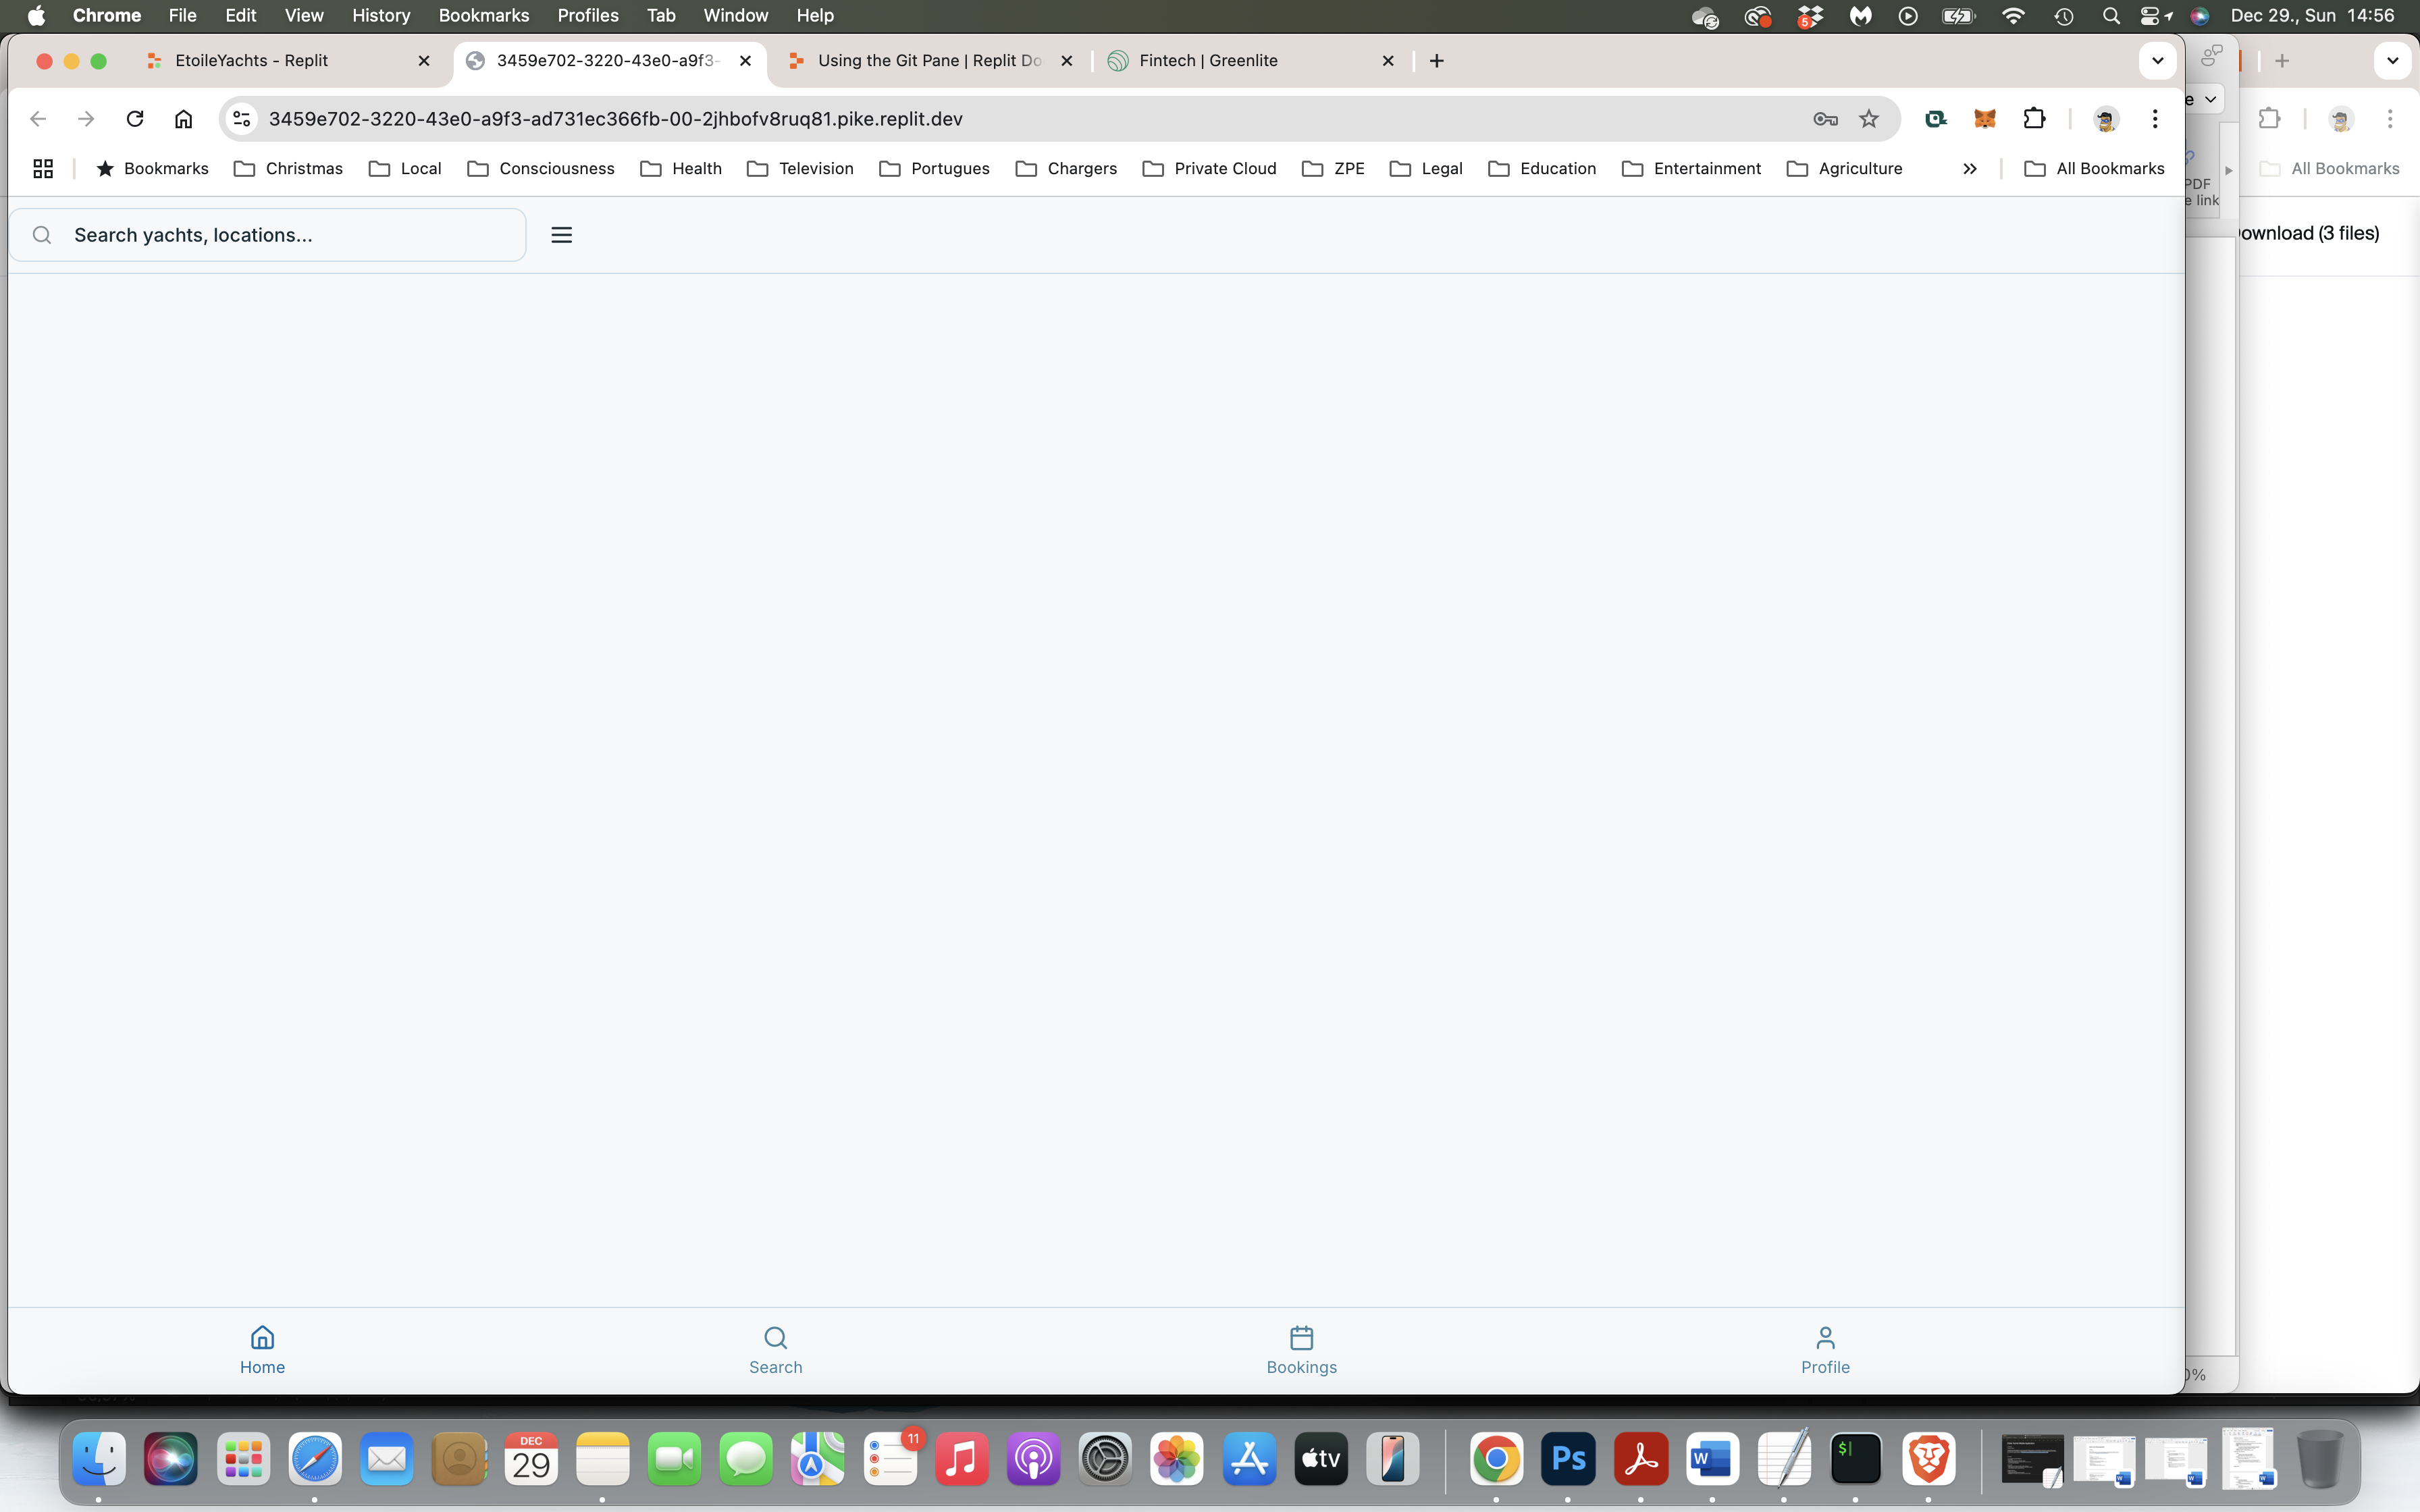 Chrome File Edit View History Bookmarks Profiles Tab Window Help 5 Dec 29., Sun 14:56
EtoileYachts - Replit 3459e702-3220-43e0-a9f3- Using the Git Pane | Replit Do Fintech | Greenlite
3459e702-3220-43e0-a9f3-ad731ec366fb-00-2jhbofv8ruq81.pike.replit.dev
Bookmarks Christmas Local Consciousness Health Television Portugues Chargers Private Cloud ZPE Legal Education Entertainment Agriculture All Bookmarks All Bookmarks
PDF
e link
Search yachts, locations...
ownload (3 files)
Home Search Bookings Profile
DEC
29
11
tv
Ps
W
$